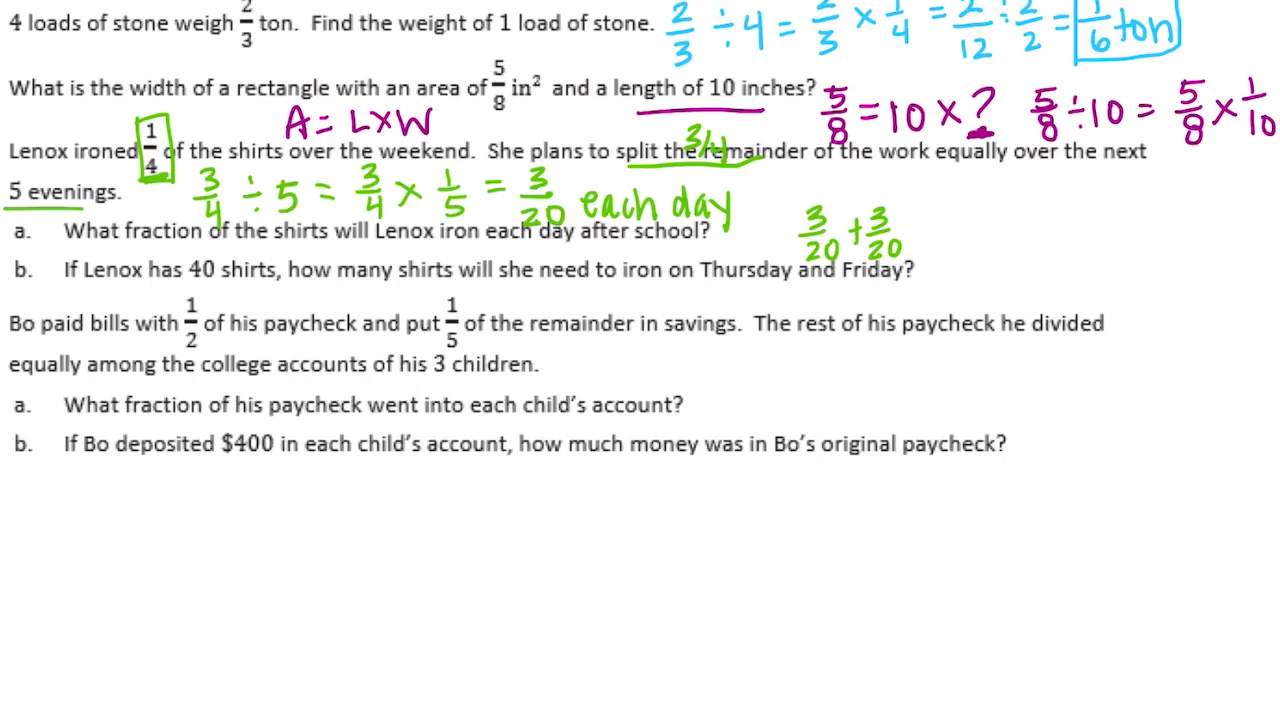 4 loads of stone weigh 2/3 ton. Find the weight of 1 load of stone. 2/3 ÷ 4 = 2/3 × 1/4 = 2/12 ÷ 2/2 = 1/6 ton
What is the width of a rectangle with an area of 5/8 in² and a length of 10 inches? 5/8 = 10 × ? 5/8 ÷ 10 = 5/8 × 1/10
A = L × W
3/4
Lenox ironed 1/4 of the shirts over the weekend. She plans to split the remainder of the work equally over the next
5 evenings. 3/4 ÷ 5 = 3/4 × 1/5 = 3/20 each day
a. What fraction of the shirts will Lenox iron each day after school? 3/20 + 3/20
b. If Lenox has 40 shirts, how many shirts will she need to iron on Thursday and Friday?
Bo paid bills with 1/2 of his paycheck and put 1/5 of the remainder in savings. The rest of his paycheck he divided
equally among the college accounts of his 3 children.
a. What fraction of his paycheck went into each child's account?
b. If Bo deposited $400 in each child's account, how much money was in Bo's original paycheck?